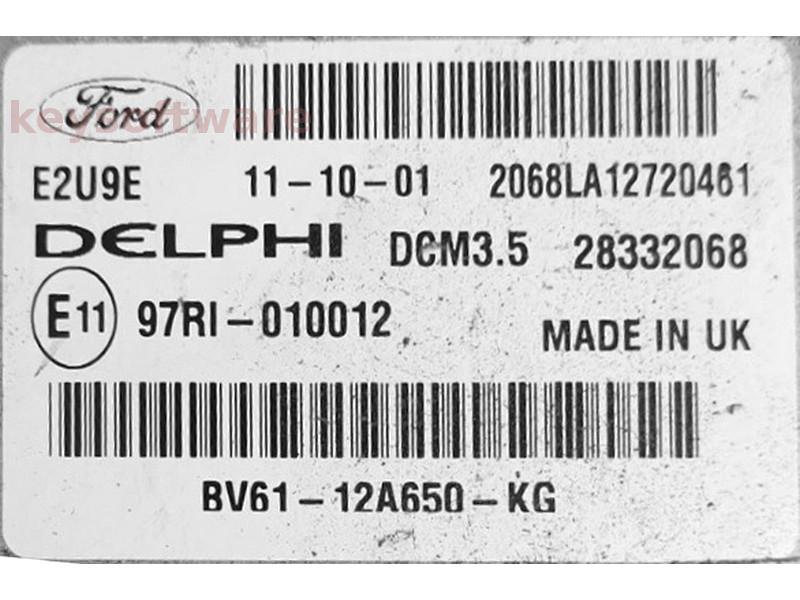 Ford
keysoftware
E2U9E 11-10-01 2068LA12720461
DELPHI DCM3.5 28332068
E11 97RI-010012
MADE IN UK
BV61-12A650-KG